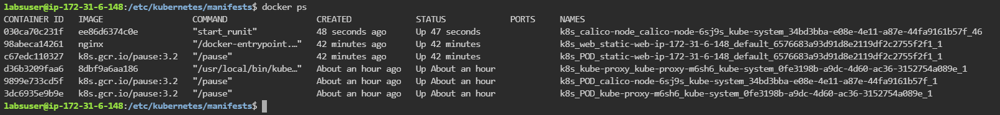 labsuser@ip-172-31-6-148:/etc/kubernetes/manifests$ docker ps
CONTAINER ID   IMAGE                  COMMAND                  CREATED             STATUS             PORTS     NAMES
030ca70c231f   ee86d6374c0e           "start_runit"            48 seconds ago      Up 47 seconds                k8s_calico-node_calico-node-6sj9s_kube-system_34bd3bba-e08e-4e11-a87e-44fa9161b57f_46
98abeca14261   nginx                  "/docker-entrypoint.…"   42 minutes ago      Up 42 minutes                k8s_web_static-web-ip-172-31-6-148_default_6576683a93d91d8e2119df2c2755f2f1_1
c67edc110327   k8s.gcr.io/pause:3.2   "/pause"                 42 minutes ago      Up 42 minutes                k8s_POD_static-web-ip-172-31-6-148_default_6576683a93d91d8e2119df2c2755f2f1_1
d36b3209faa6   8dbf9a6aa186           "/usr/local/bin/kube…"   About an hour ago   Up About an hour             k8s_kube-proxy_kube-proxy-m6sh6_kube-system_0fe3198b-a9dc-4d60-ac36-3152754a089e_1
9899e733cd5f   k8s.gcr.io/pause:3.2   "/pause"                 About an hour ago   Up About an hour             k8s_POD_calico-node-6sj9s_kube-system_34bd3bba-e08e-4e11-a87e-44fa9161b57f_1
3dc6935e9b9e   k8s.gcr.io/pause:3.2   "/pause"                 About an hour ago   Up About an hour             k8s_POD_kube-proxy-m6sh6_kube-system_0fe3198b-a9dc-4d60-ac36-3152754a089e_1
labsuser@ip-172-31-6-148:/etc/kubernetes/manifests$